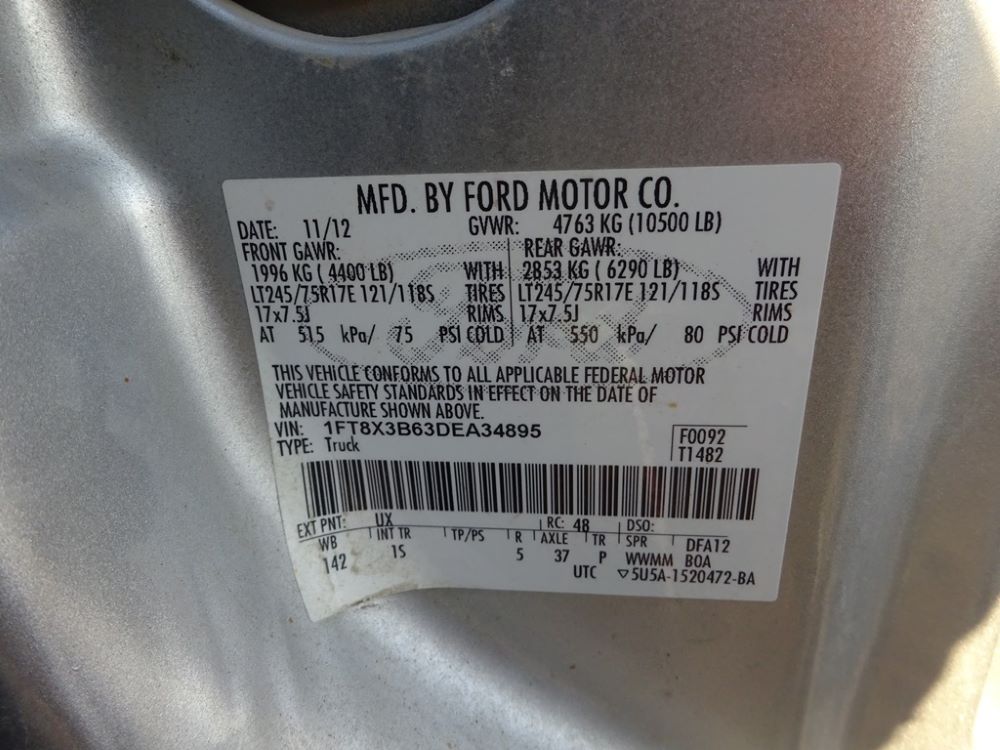 MFD. BY FORD MOTOR CO.
DATE: 11/12 GVWR: 4763 KG (10500 LB)
FRONT GAWR: REAR GAWR:
1996 KG ( 4400 LB) WITH 2853 KG ( 6290 LB) WITH
LT245/75R17E 121/118S TIRES LT245/75R17E 121/118S TIRES
17x7.5J RIMS 17x7.5J RIMS
AT 515 kPa/ 75 PSI COLD AT 550 kPa/ 80 PSI COLD
Ford
THIS VEHICLE CONFORMS TO ALL APPLICABLE FEDERAL MOTOR
VEHICLE SAFETY STANDARDS IN EFFECT ON THE DATE OF
MANUFACTURE SHOWN ABOVE.
VIN: 1FT8X3B63DEA34895
TYPE: Truck
F0092
T1482
EXT PNT: UX RC: 48 DSO:
WB INT TR TP/PS R AXLE TR SPR DFA12
142 1S 5 37 P WWMM BOA
UTC ▽5U5A-1520472-BA